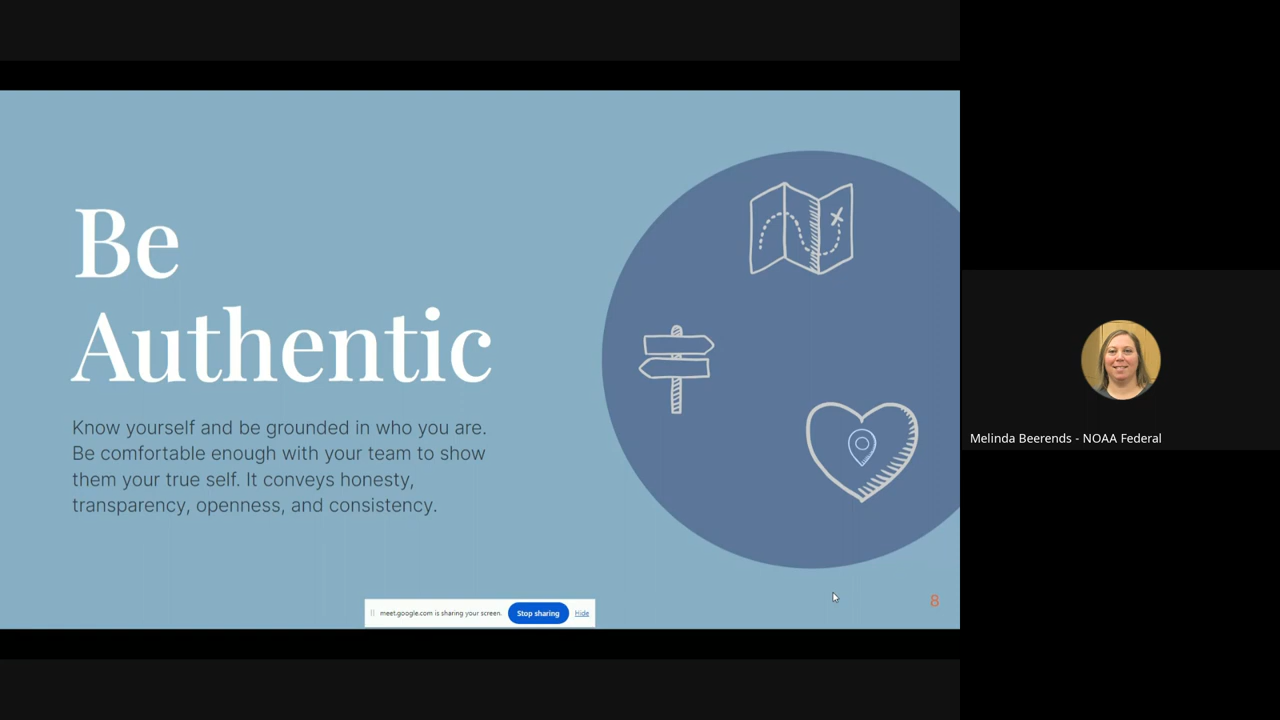 Be
Authentic
Know yourself and be grounded in who you are.
Be comfortable enough with your team to show
them your true self. It conveys honesty,
transparency, openness, and consistency.
8
meet.google.com is sharing your screen. Stop sharing Hide
Melinda Beerends - NOAA Federal